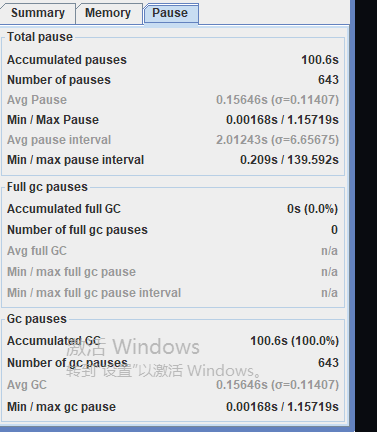 Summary Memory Pause
Total pause
Accumulated pauses 100.6s
Number of pauses 643
Avg Pause 0.15646s (σ=0.11407)
Min / Max Pause 0.00168s / 1.15719s
Avg pause interval 2.01243s (σ=6.65675)
Min / max pause interval 0.209s / 139.592s
Full gc pauses
Accumulated full GC 0s (0.0%)
Number of full gc pauses 0
Avg full GC n/a
Min / max full gc pause n/a
Min / max full gc pause interval n/a
Gc pauses
Accumulated GC 100.6s (100.0%)
激活 Windows
Number of gc pauses 643
转到"设置"以激活 Windows。
Avg GC 0.15646s (σ=0.11407)
Min / max gc pause 0.00168s / 1.15719s